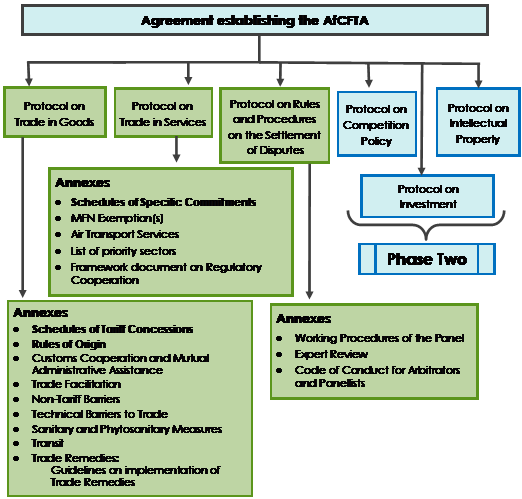 Agreement establishing the AfCFTA
Protocol on
Trade in Goods
Protocol on
Trade in Services
Protocol on Rules
and Procedures
on the Settlement
of Disputes
Protocol on
Competition
Policy
Protocol on
Intellectual
Property
Protocol on
Investment
Phase Two
Annexes
• Schedules of Specific Commitments
• MFN Exemption(s)
• Air Transport Services
• List of priority sectors
• Framework document on Regulatory
Cooperation
Annexes
• Schedules of Tariff Concessions
• Rules of Origin
• Customs Cooperation and Mutual
Administrative Assistance
• Trade Facilitation
• Non-Tariff Barriers
• Technical Barriers to Trade
• Sanitary and Phytosanitary Measures
• Transit
• Trade Remedies:
Guidelines on implementation of
Trade Remedies
Annexes
• Working Procedures of the Panel
• Expert Review
• Code of Conduct for Arbitrators
and Panellists